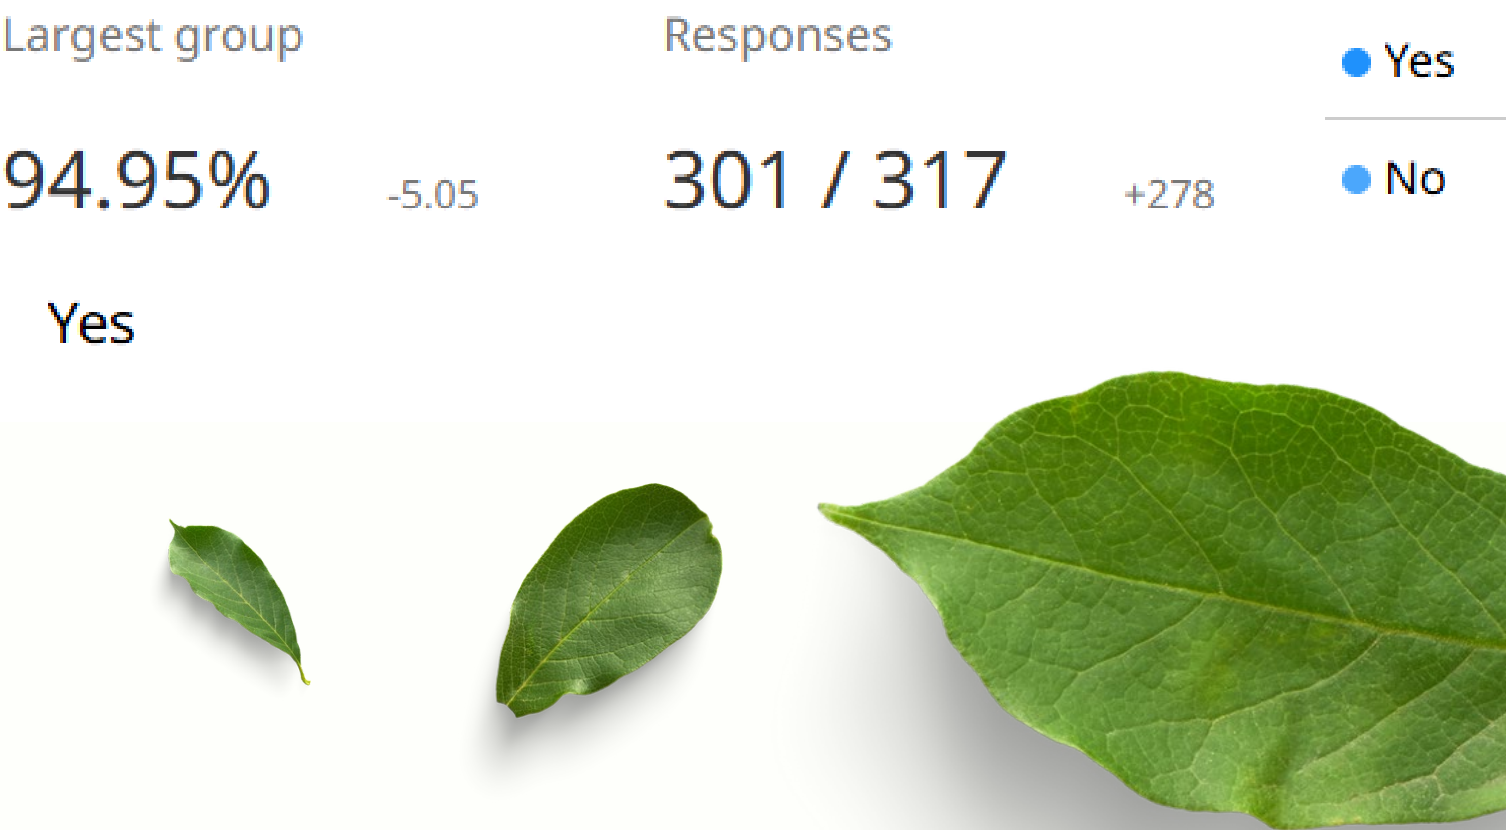 Largest group
94.95% -5.05
Yes
Responses
301 / 317 +278
Yes
No